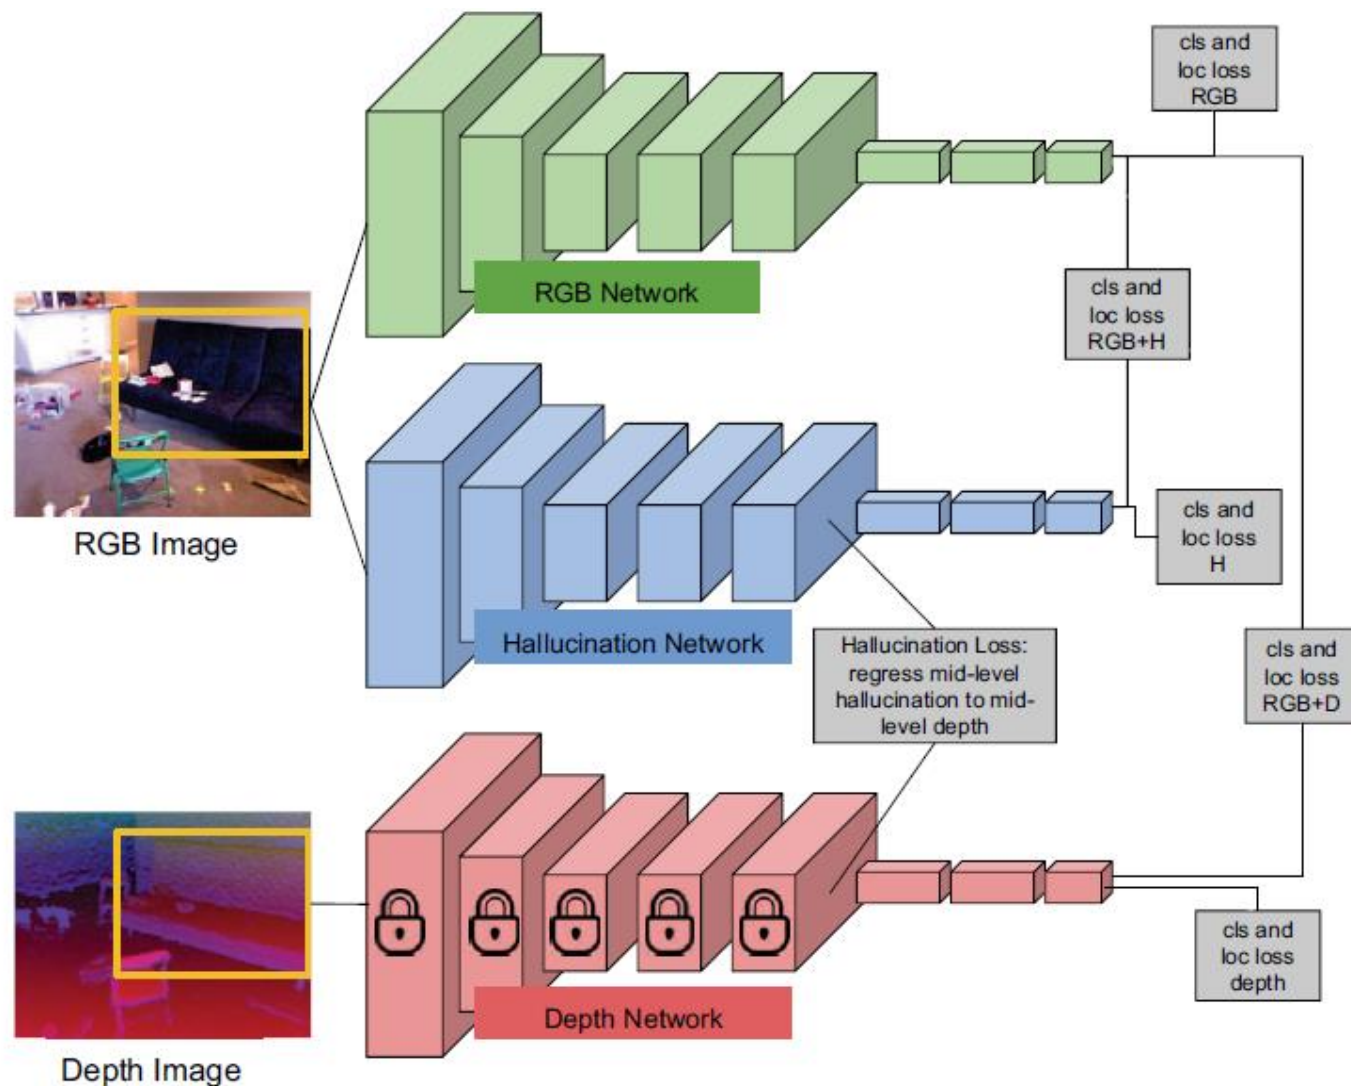 cls and
loc loss
RGB
RGB Network
cls and
loc loss
RGB+H
RGB Image
cls and
loc loss
H
Hallucination Network
Hallucination Loss:
regress mid-level
hallucination to mid-
level depth
cls and
loc loss
RGB+D
cls and
loc loss
depth
Depth Network
Depth Image